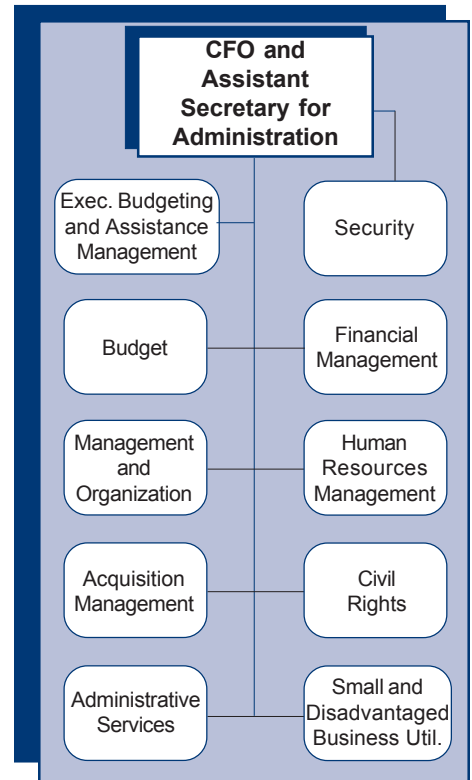 CFO and
Assistant
Secretary for
Administration
Exec. Budgeting
and Assistance
Management
Security
Budget
Financial
Management
Management
and
Organization
Human
Resources
Management
Acquisition
Management
Civil
Rights
Administrative
Services
Small and
Disadvantaged
Business Util.